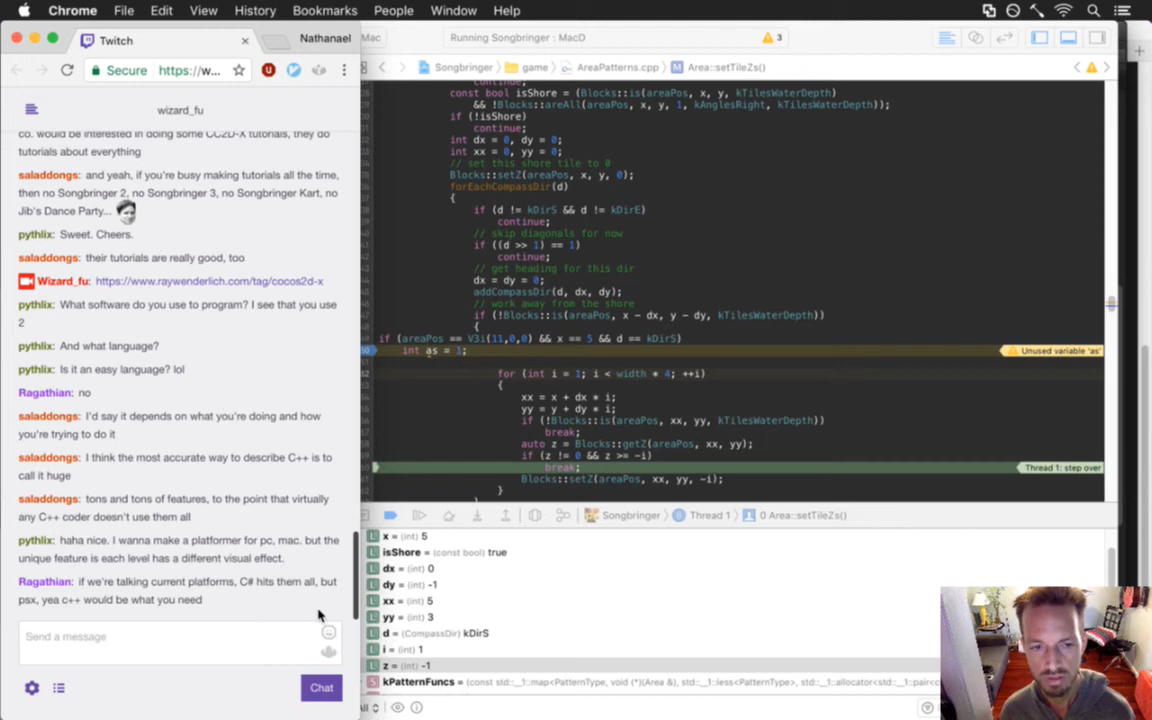 Chrome File Edit View History Bookmarks People Window Help
Twitch
Nathanael
Mac
Running Songbringer : MacD
3
Secure https://w...
Songbringer game AreaPatterns.cpp Area::setTileZs()
wizard_fu
co. would be interested in doing some CC2D-X tutorials, they do
tutorials about everything
saladdongs: and yeah, if you're busy making tutorials all the time,
then no Songbringer 2, no Songbringer 3, no Songbringer Kart, no
Jib's Dance Party...
pythlix: Sweet. Cheers.
saladdongs: their tutorials are really good, too
Wizard_fu: https://www.raywenderlich.com/tag/cocos2d-x
pythlix: What software do you use to program? I see that you use
2
pythlix: And what language?
pythlix: Is it an easy language? lol
Ragathian: no
saladdongs: I'd say it depends on what you're doing and how
you're trying to do it
saladdongs: I think the most accurate way to describe C++ is to
call it huge
saladdongs: tons and tons of features, to the point that virtually
any C++ coder doesn't use them all
pythlix: haha nice. I wanna make a platformer for pc, mac. but the
unique feature is each level has a different visual effect.
Ragathian: if we're talking current platforms, C# hits them all, but
psx, yea c++ would be what you need
Send a message
Chat
continue;
const bool isShore = (Blocks::is(areaPos, x, y, kTilesWaterDepth)
&& !Blocks::areAll(areaPos, x, y, 1, kAnglesRight, kTilesWaterDepth));
if (!isShore)
continue;
int dx = 0, dy = 0;
int xx = 0, yy = 0;
// set this shore tile to 0
Blocks::setZ(areaPos, x, y, 0);
forEachCompassDir(d)
{
if (d != kDirS && d != kDirE)
continue;
// skip diagonals for now
if ((d >> 1) == 1)
continue;
// get heading for this dir
dx = dy = 0;
addCompassDir(d, dx, dy);
// work away from the shore
if (!Blocks::is(areaPos, x - dx, y - dy, kTilesWaterDepth))
{
if (areaPos == V3i(11,0,0) && x == 5 && d == kDirS)
int as = 1;
Unused variable 'as'
for (int i = 1; i < width * 4; ++i)
{
xx = x + dx * i;
yy = y + dy * i;
if (!Blocks::is(areaPos, xx, yy, kTilesWaterDepth))
break;
auto z = Blocks::getZ(areaPos, xx, yy);
if (z != 0 && z >= -i)
break;
Thread 1: step over
Blocks::setZ(areaPos, xx, yy, -i);
}
Songbringer Thread 1 0 Area::setTileZs()
L x = (int) 5
L isShore = (const bool) true
L dx = (int) 0
L dy = (int) -1
L xx = (int) 5
L yy = (int) 3
L d = (CompassDir) kDirS
L i = (int) 1
L z = (int) -1
S kPatternFuncs = (const std::__1::map<PatternType, void (*)(Area &), std::__1::less<PatternType>, std::__1::allocator<std::__1::pair<c